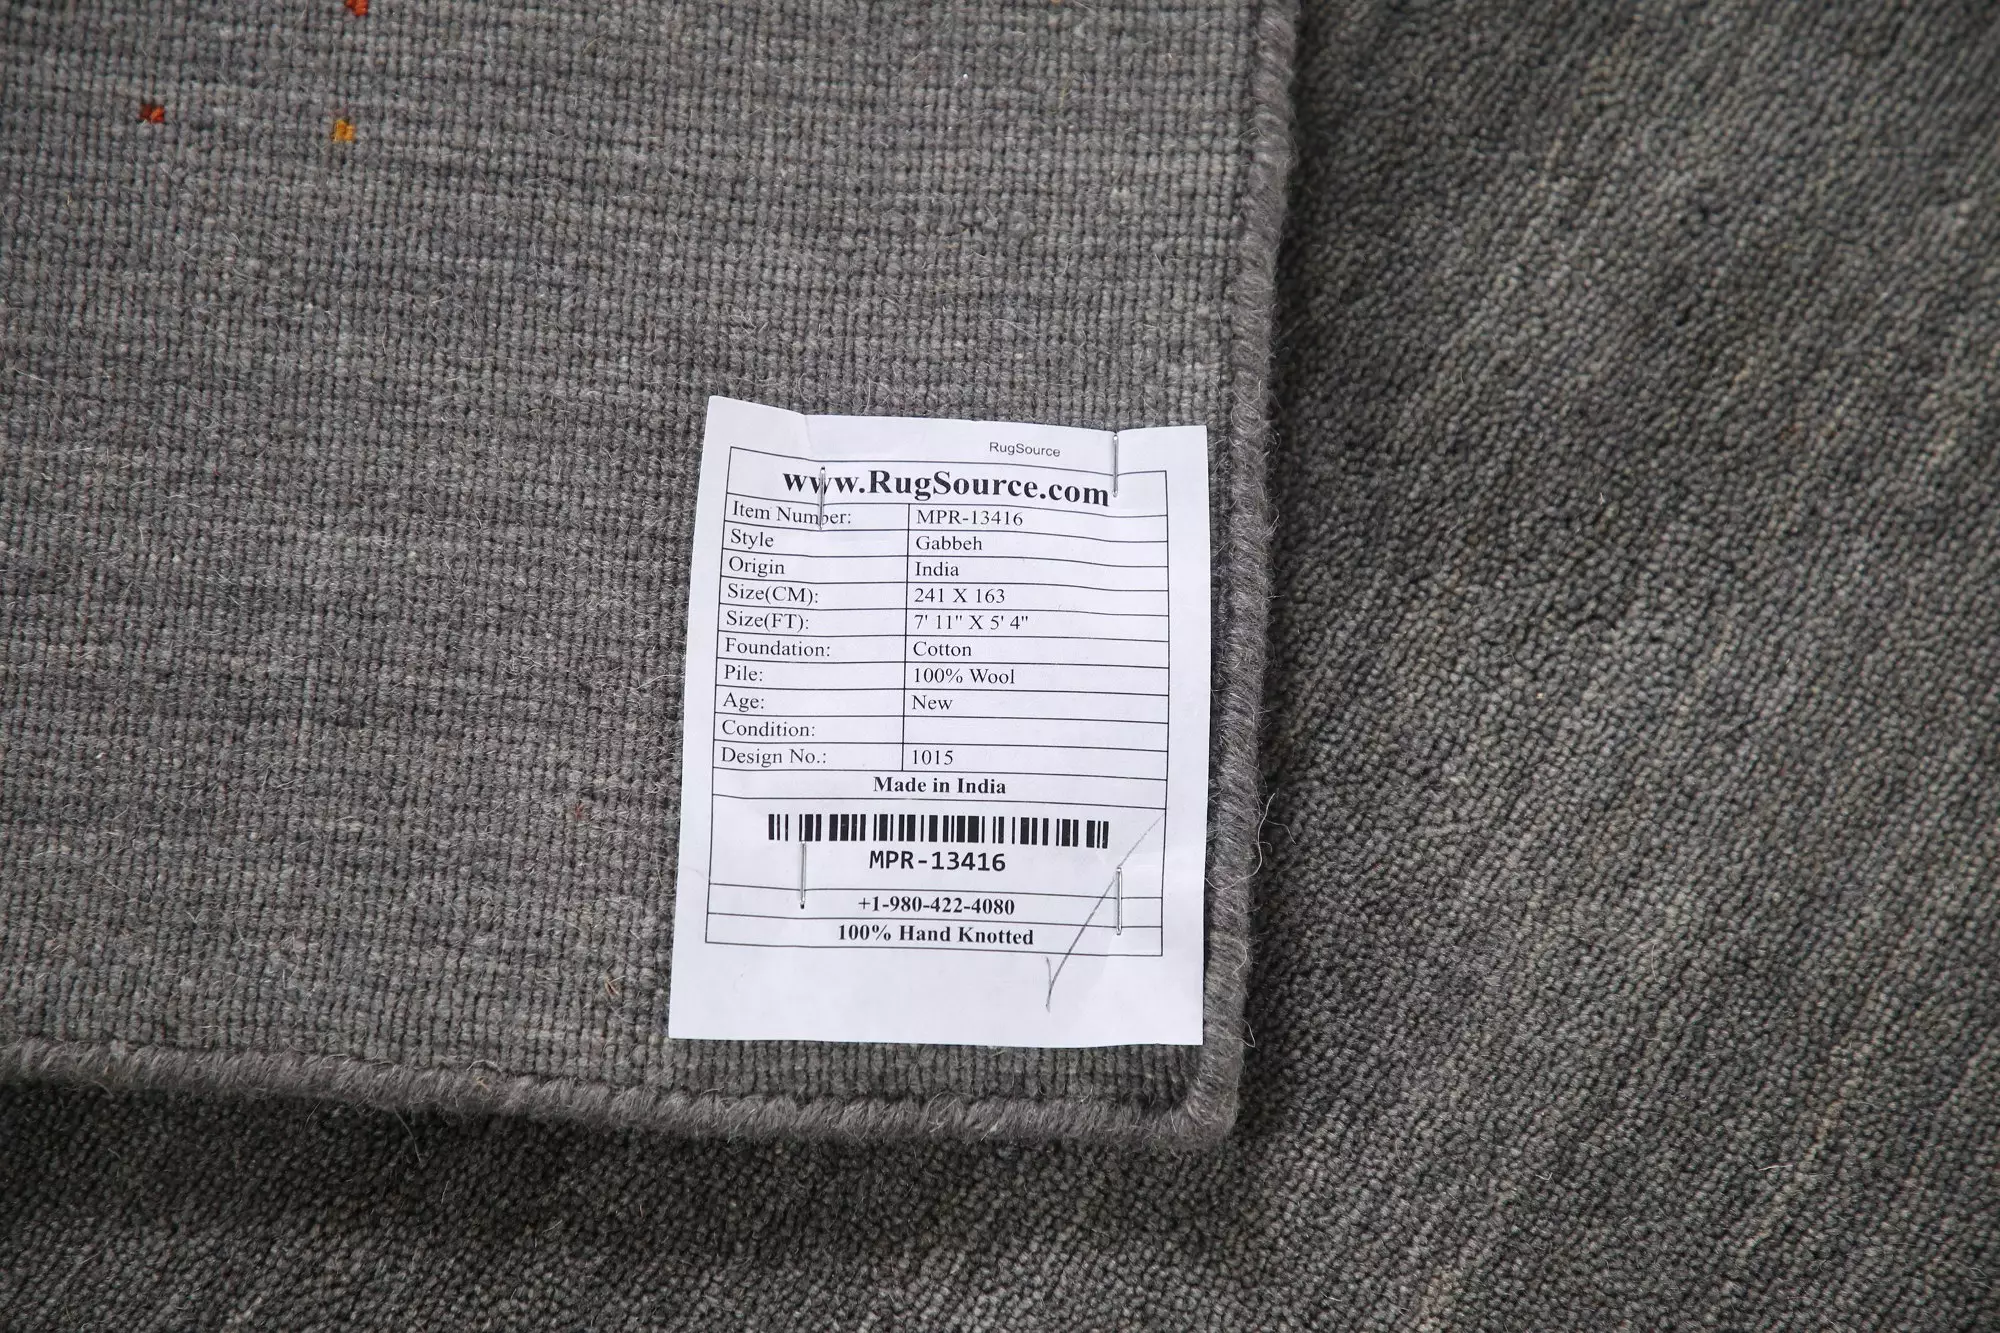 RugSource
www.RugSource.com
Item Number: MPR-13416
Style Gabbeh
Origin India
Size(CM): 241 X 163
Size(FT): 7' 11" X 5' 4"
Foundation: Cotton
Pile: 100% Wool
Age: New
Condition:
Design No.: 1015
Made in India
MPR-13416
+1-980-422-4080
100% Hand Knotted